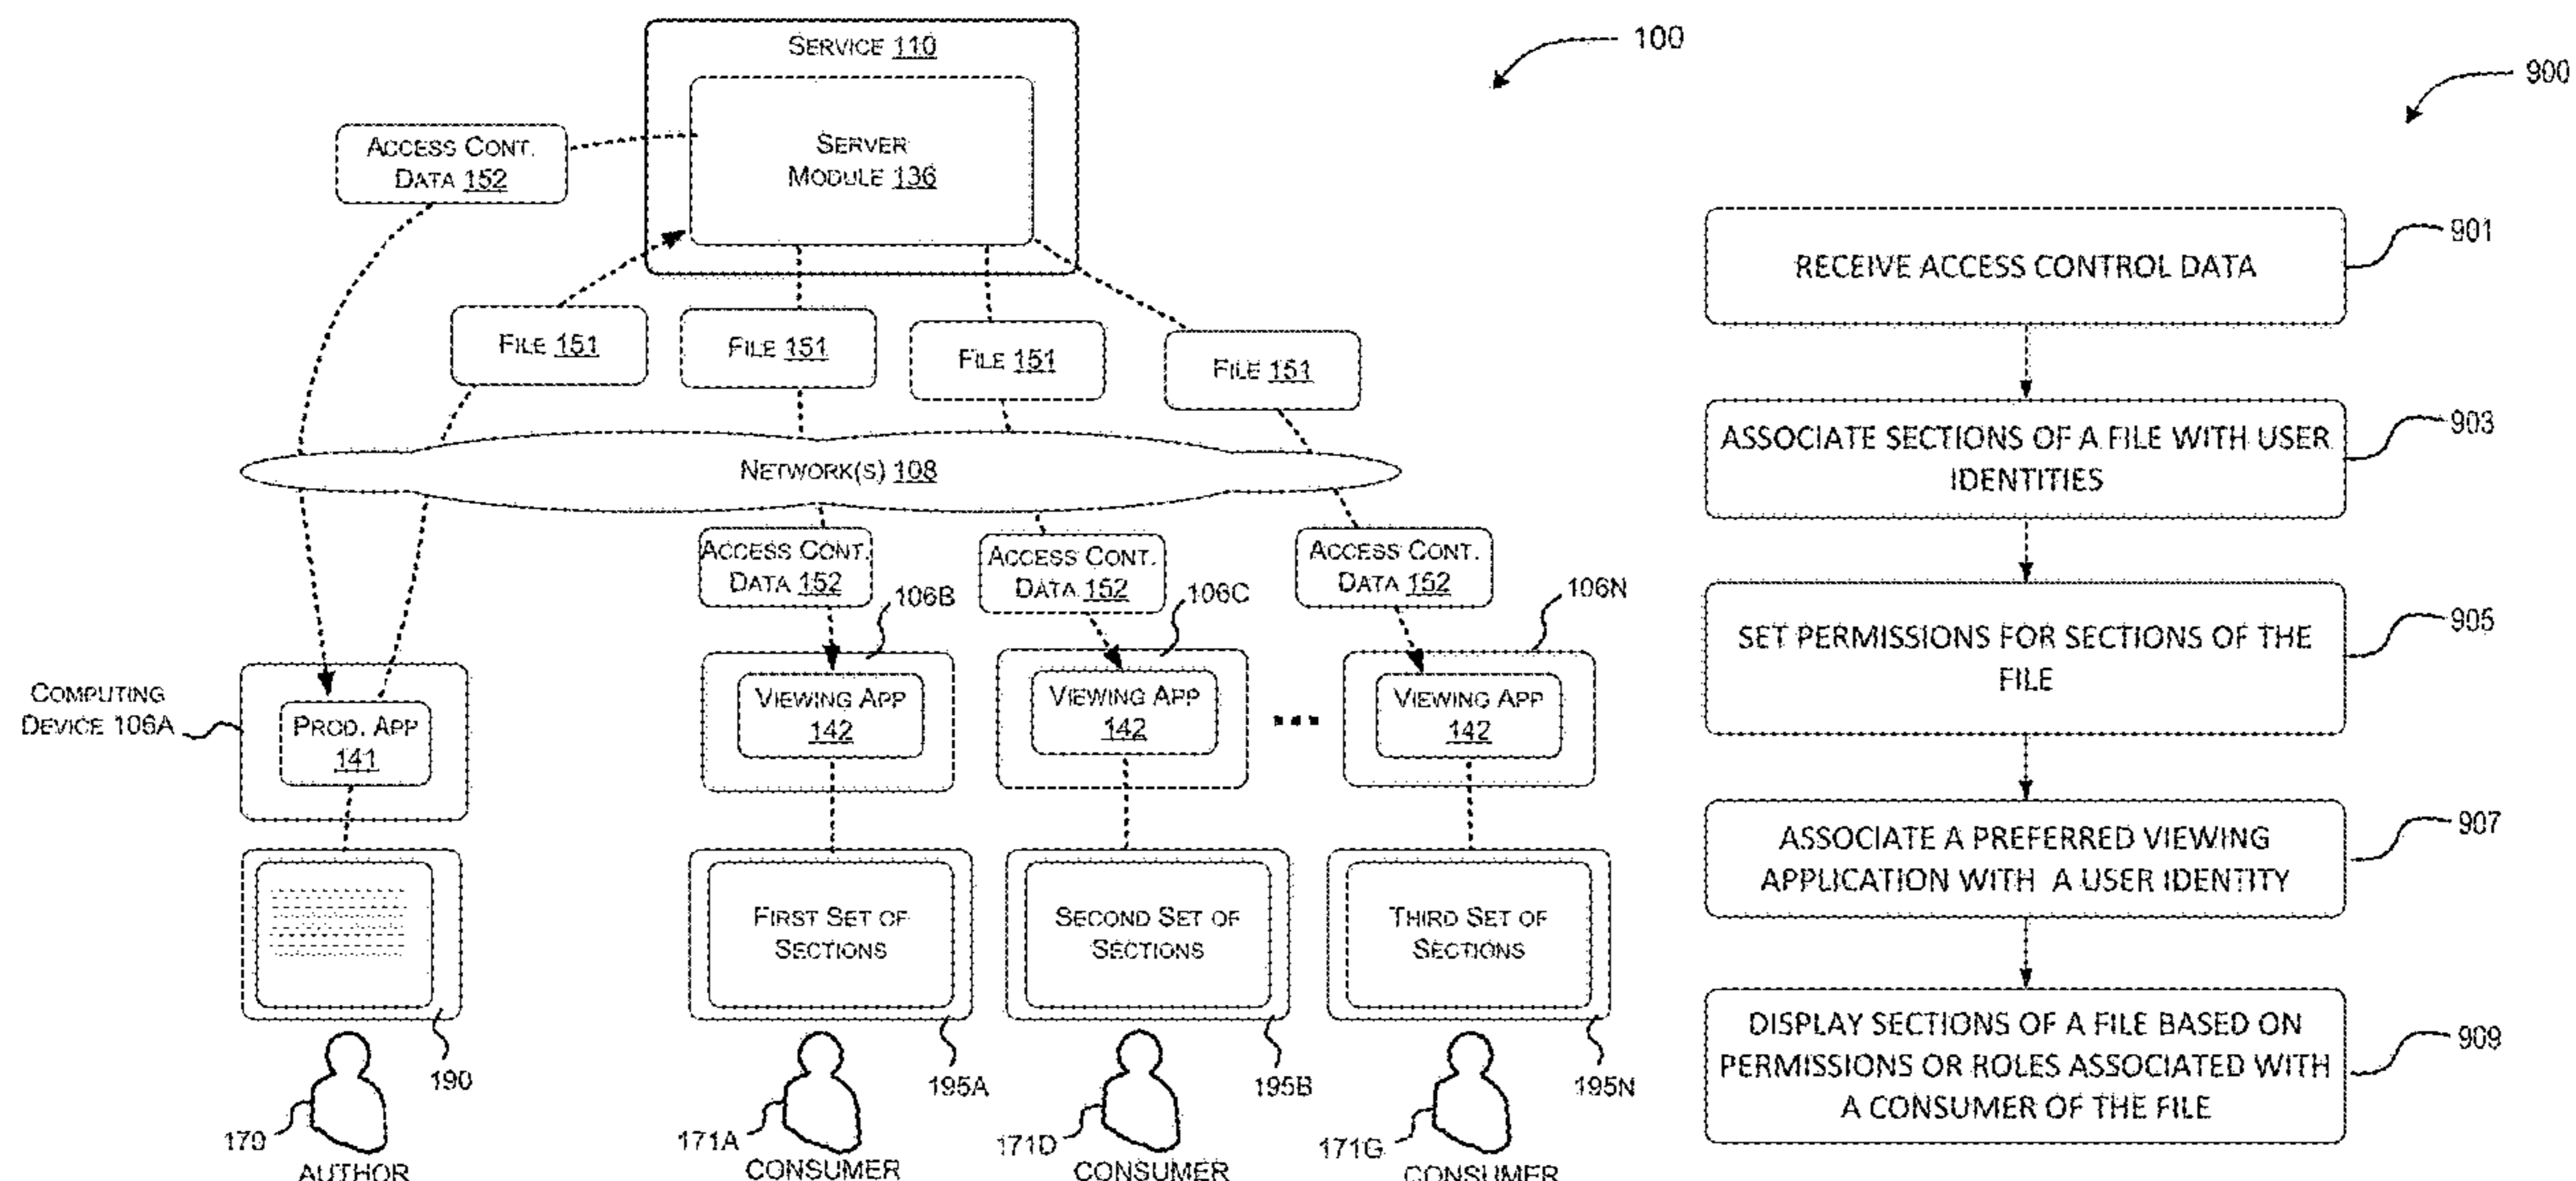 SERVICE 110
100
900
ACCESS CONT.
DATA 152
SERVER
MODULE 136
FILE 151
FILE 151
FILE 151
FILE 151
NETWORK(S) 108
ACCESS CONT.
DATA 152
ACCESS CONT.
DATA 152
ACCESS CONT.
DATA 152
106B
106C
106N
COMPUTING
DEVICE 106A
PROD. APP
141
VIEWING APP
142
VIEWING APP
142
VIEWING APP
142
FIRST SET OF
SECTIONS
SECOND SET OF
SECTIONS
THIRD SET OF
SECTIONS
190
195A
195B
195N
170
171A
171D
171G
AUTHOR
CONSUMER
CONSUMER
CONSUMER
RECEIVE ACCESS CONTROL DATA
901
ASSOCIATE SECTIONS OF A FILE WITH USER
IDENTITIES
903
SET PERMISSIONS FOR SECTIONS OF THE
FILE
905
ASSOCIATE A PREFERRED VIEWING
APPLICATION WITH A USER IDENTITY
907
DISPLAY SECTIONS OF A FILE BASED ON
PERMISSIONS OR ROLES ASSOCIATED WITH
A CONSUMER OF THE FILE
909